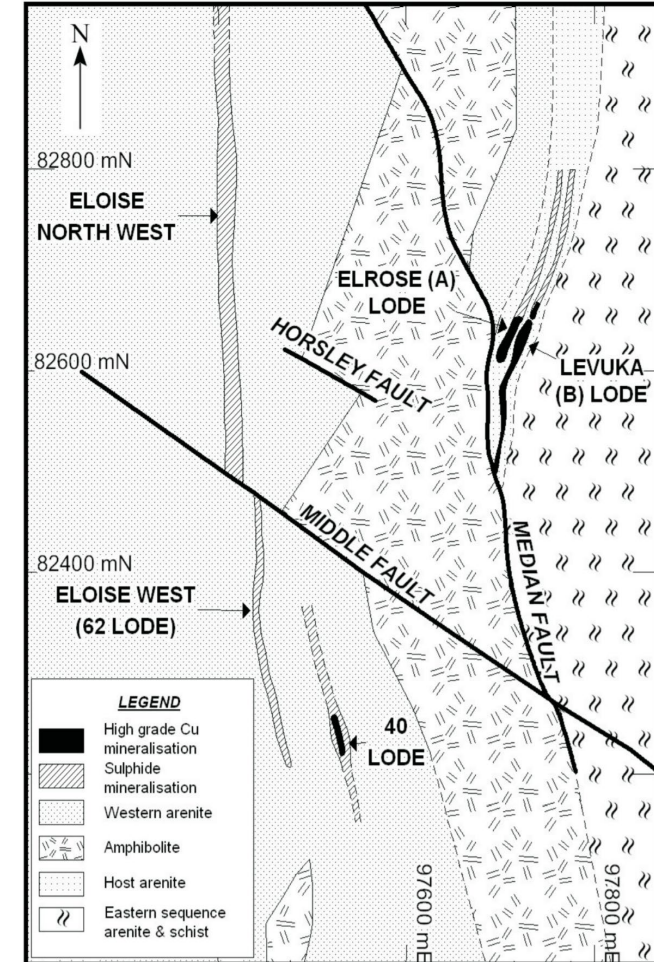 N
82800 mN
ELOISE
NORTH WEST
ELROSE (A)
LODE
HORSLEY FAULT
82600 mN
LEVUKA
(B) LODE
MIDDLE FAULT
MEDIAN FAULT
82400 mN
ELOISE WEST
(62 LODE)
40
LODE
LEGEND
High grade Cu
mineralisation
Sulphide
mineralisation
Western arenite
Amphibolite
Host arenite
Eastern sequence
arenite & schist
97600 mE
97800 mE